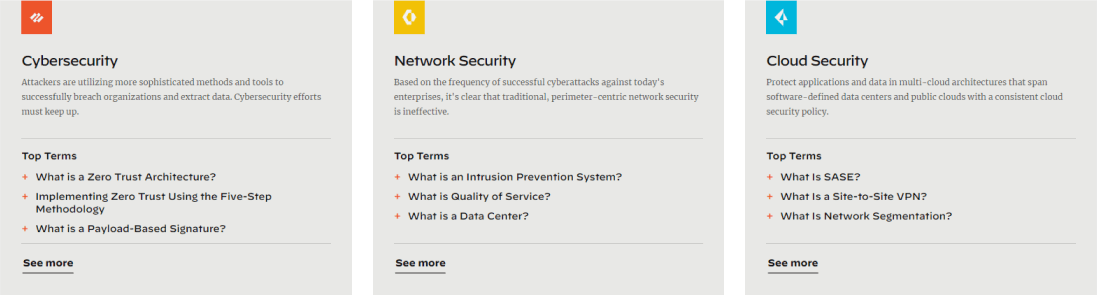 Cybersecurity
Attackers are utilizing more sophisticated methods and tools to
successfully breach organizations and extract data. Cybersecurity efforts
must keep up.
Top Terms
+ What is a Zero Trust Architecture?
+ Implementing Zero Trust Using the Five-Step
Methodology
+ What is a Payload-Based Signature?
See more
Network Security
Based on the frequency of successful cyberattacks against today's
enterprises, it's clear that traditional, perimeter-centric network security
is ineffective.
Top Terms
+ What is an Intrusion Prevention System?
+ What is Quality of Service?
+ What is a Data Center?
See more
Cloud Security
Protect applications and data in multi-cloud architectures that span
software-defined data centers and public clouds with a consistent cloud
security policy.
Top Terms
+ What Is SASE?
+ What Is a Site-to-Site VPN?
+ What Is Network Segmentation?
See more